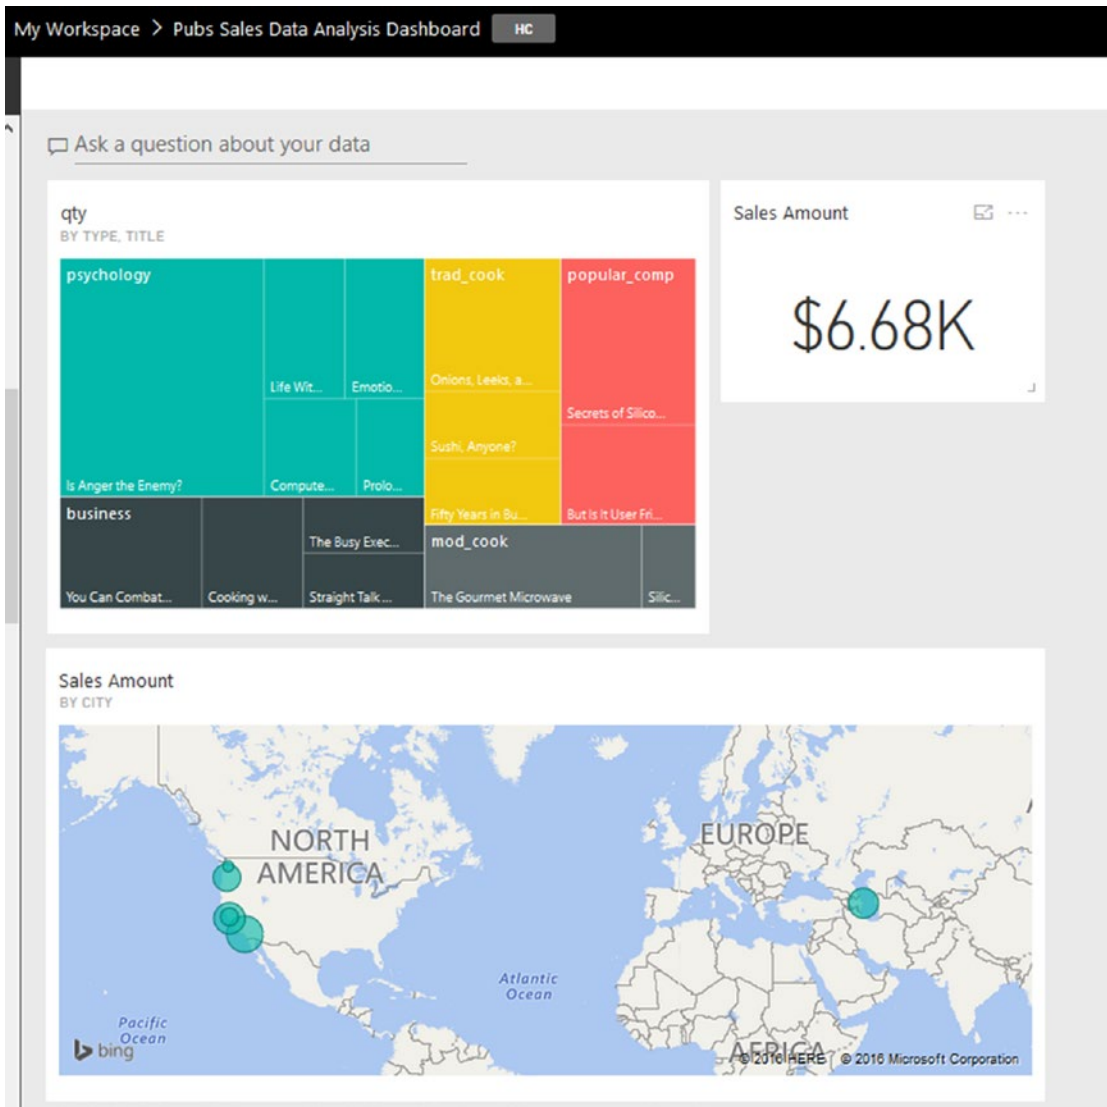 My Workspace > Pubs Sales Data Analysis Dashboard HC
Ask a question about your data
qty
BY TYPE, TITLE
psychology
Life Wit...
Emotio...
Is Anger the Enemy?
Compute...
Prolo...
trad_cook
Onions, Leeks, a...
Sushi, Anyone?
Fifty Years in Bu...
popular_comp
Secrets of Silico...
But Is It User Fri...
business
The Busy Exec...
You Can Combat...
Cooking w...
Straight Talk ...
mod_cook
The Gourmet Microwave
Silic...
Sales Amount
...
$6.68K
Sales Amount
BY CITY
NORTH
AMERICA
EUROPE
Atlantic
Ocean
Pacific
Ocean
bing
AFRICA
© 2016 HERE © 2016 Microsoft Corporation